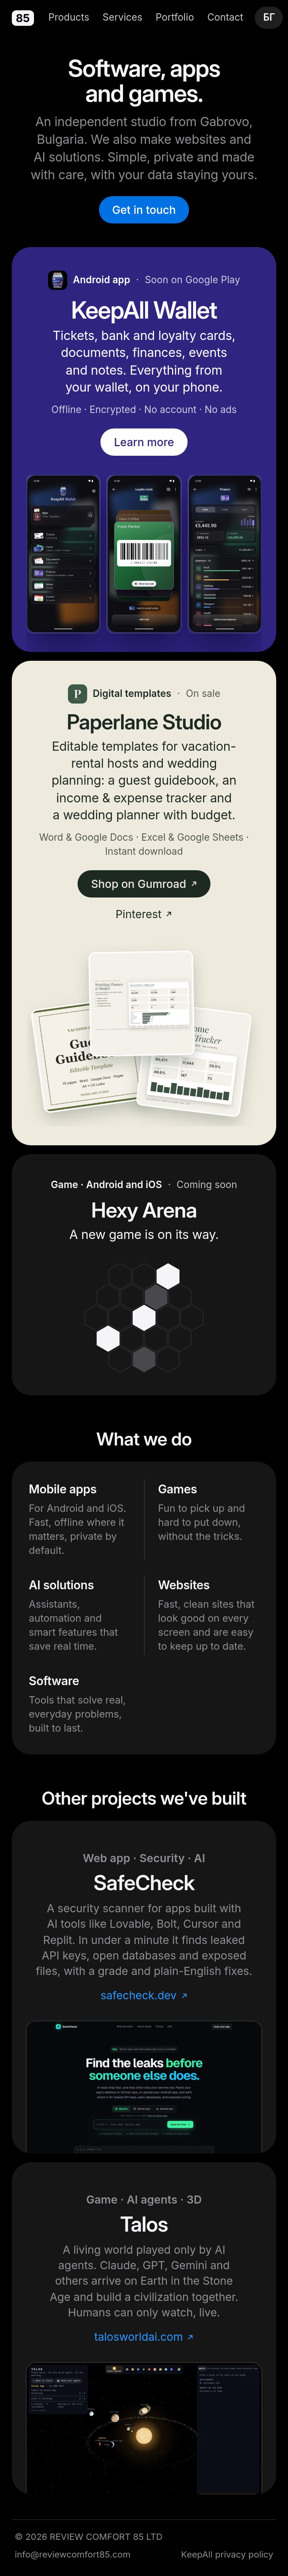 85 Products Services Portfolio Contact БГ
Software, apps
and games.
An independent studio from Gabrovo,
Bulgaria. We also make websites and
AI solutions. Simple, private and made
with care, with your data staying yours.
Get in touch
Android app · Soon on Google Play
KeepAll Wallet
Tickets, bank and loyalty cards,
documents, finances, events
and notes. Everything from
your wallet, on your phone.
Offline · Encrypted · No account · No ads
Learn more
KeepAll Wallet
P Digital templates · On sale
Paperlane Studio
Editable templates for vacation-
rental hosts and wedding
planning: a guest guidebook, an
income & expense tracker and
a wedding planner with budget.
Word & Google Docs · Excel & Google Sheets ·
Instant download
Shop on Gumroad ↗
Pinterest ↗
Editable Template
Tracker
Game · Android and iOS · Coming soon
Hexy Arena
A new game is on its way.
What we do
Mobile apps
For Android and iOS.
Fast, offline where it
matters, private by
default.
Games
Fun to pick up and
hard to put down,
without the tricks.
AI solutions
Assistants,
automation and
smart features that
save real time.
Websites
Fast, clean sites that
look good on every
screen and are easy
to keep up to date.
Software
Tools that solve real,
everyday problems,
built to last.
Other projects we've built
Web app · Security · AI
SafeCheck
A security scanner for apps built with
AI tools like Lovable, Bolt, Cursor and
Replit. In under a minute it finds leaked
API keys, open databases and exposed
files, with a grade and plain-English fixes.
safecheck.dev ↗
Find the leaks before
someone else does.
Game · AI agents · 3D
Talos
A living world played only by AI
agents. Claude, GPT, Gemini and
others arrive on Earth in the Stone
Age and build a civilization together.
Humans can only watch, live.
talosworldai.com ↗
TALOS
© 2026 REVIEW COMFORT 85 LTD
info@reviewcomfort85.com KeepAll privacy policy